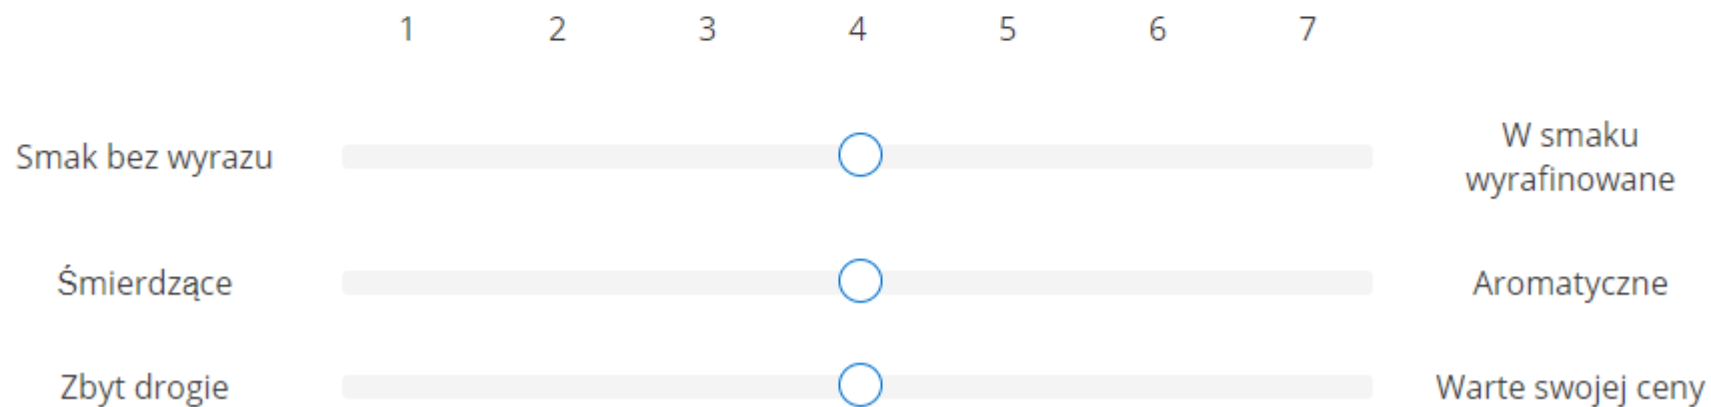 1 2 3 4 5 6 7
Smak bez wyrazu
W smaku
wyrafinowane
Śmierdzące
Aromatyczne
Zbyt drogie
Warte swojej ceny